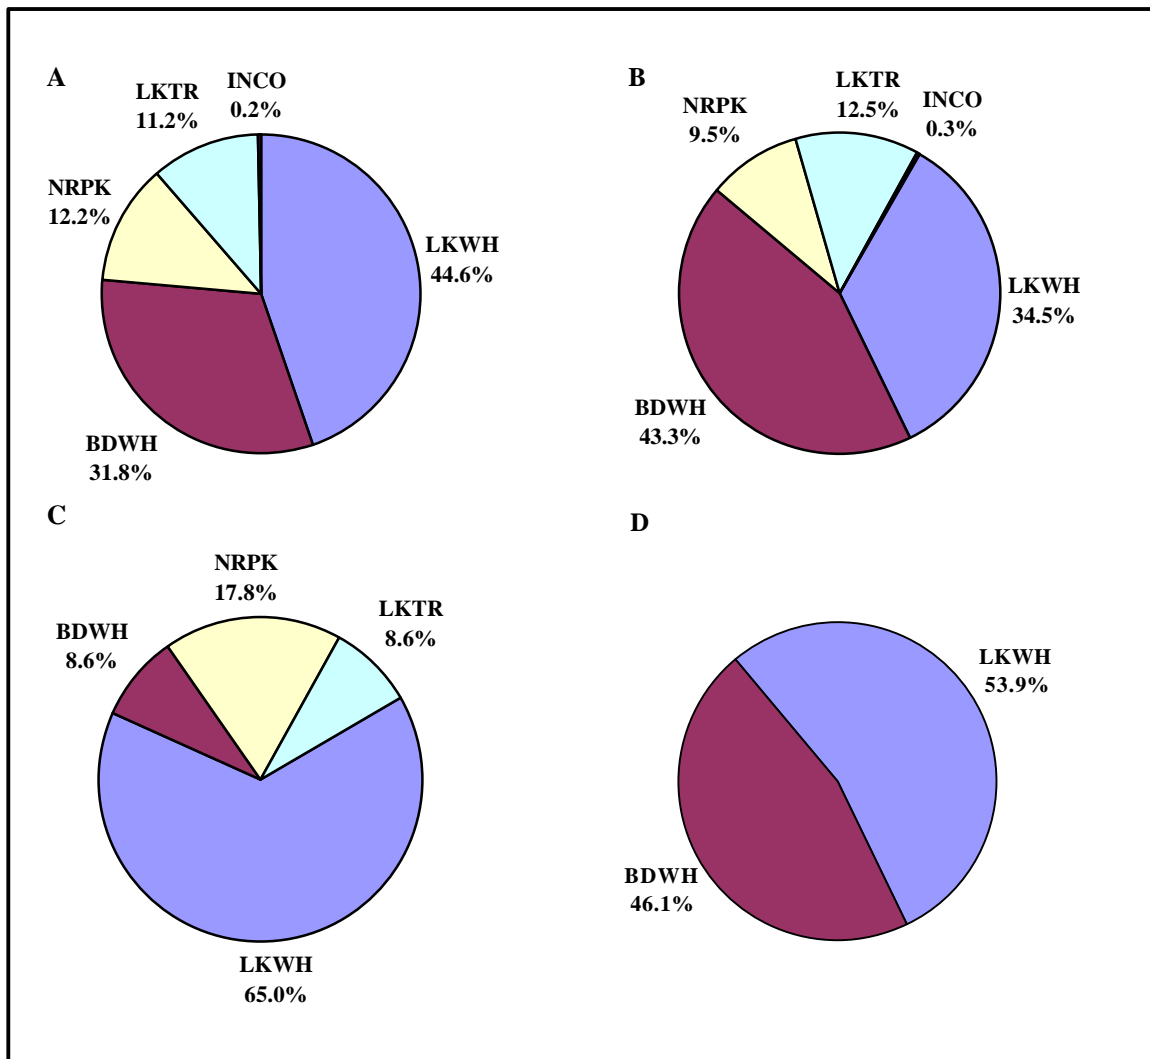 A
INCO
0.2%
LKTR
11.2%
NRPK
12.2%
LKWH
44.6%
BDWH
31.8%
B
LKTR
12.5%
INCO
0.3%
NRPK
9.5%
LKWH
34.5%
BDWH
43.3%
C
NRPK
17.8%
LKTR
8.6%
BDWH
8.6%
LKWH
65.0%
D
LKWH
53.9%
BDWH
46.1%